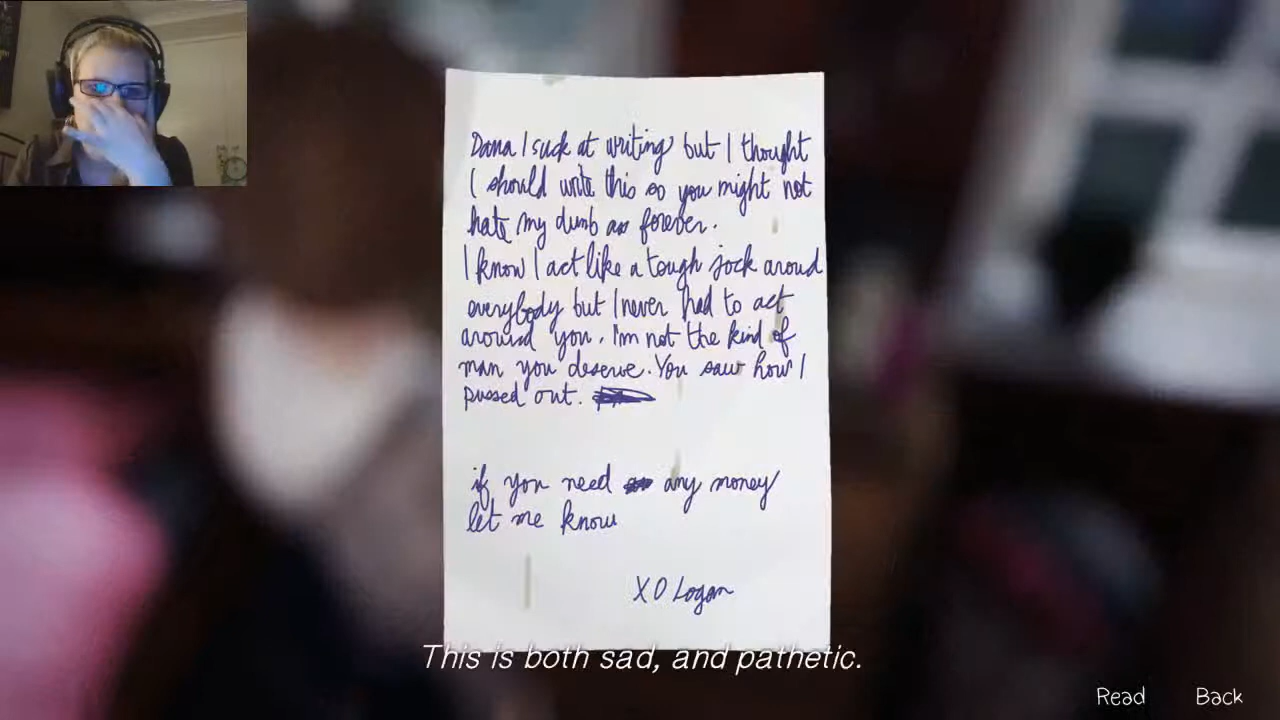 Dana I suck at writing but I thought
I should write this so you might not
hate my dumb ass forever.
I know I act like a tough jock aroud
everybody but I never had to act
around you. I'm not the kind of
man you deserve. You saw how I
pussed out.
if you need any money
let me know
XO Logan
This is both sad, and pathetic.
Read Back